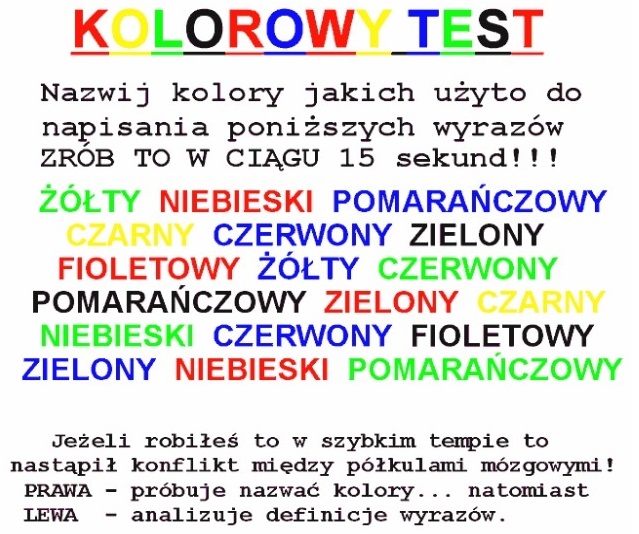 KOLOROWY TEST
Nazwij kolory jakich użyto do
napisania poniższych wyrazów
ZRÓB TO W CIĄGU 15 sekund!!!
ŻÓŁTY NIEBIESKI POMARAŃCZOWY
CZARNY CZERWONY ZIELONY
FIOLETOWY ŻÓŁTY CZERWONY
POMARAŃCZOWY ZIELONY CZARNY
NIEBIESKI CZERWONY FIOLETOWY
ZIELONY NIEBIESKI POMARAŃCZOWY
Jeżeli robiłeś to w szybkim tempie to
nastąpił konflikt między półkulami mózgowymi!
PRAWA - próbuje nazwać kolory... natomiast
LEWA - analizuje definicje wyrazów.